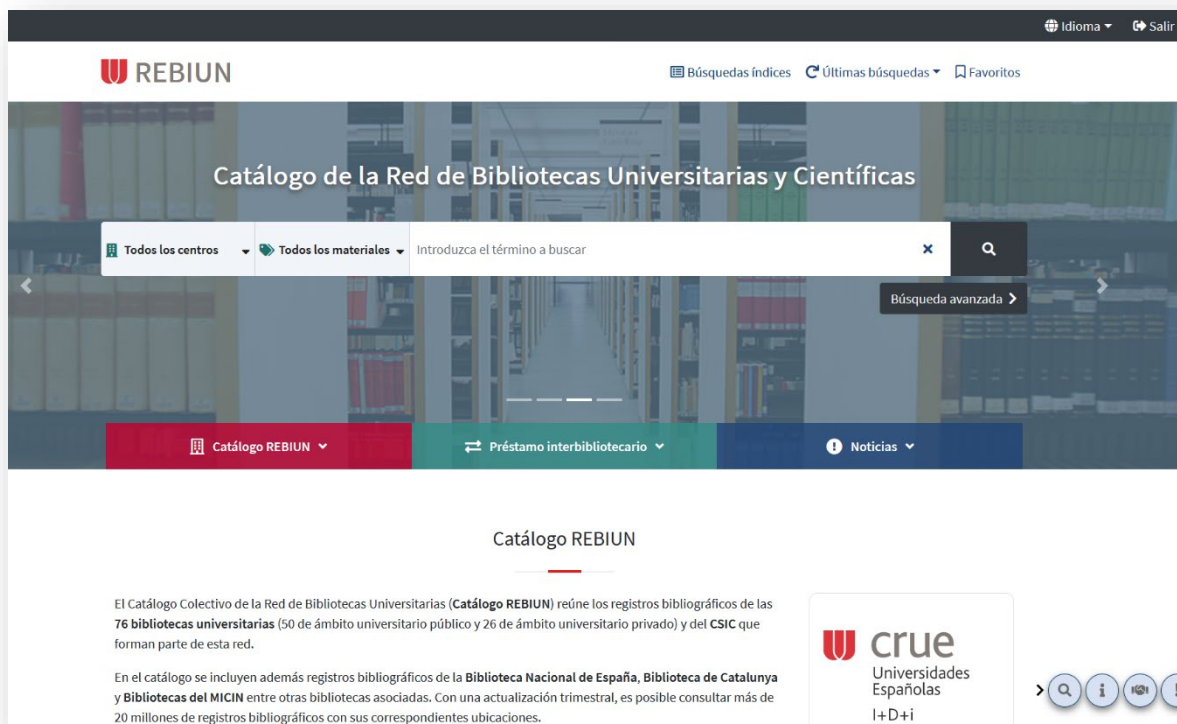 Idioma Salir
REBIUN
Búsquedas índices Últimas búsquedas Favoritos
Catálogo de la Red de Bibliotecas Universitarias y Científicas
Todos los centros Todos los materiales Introduzca el término a buscar
Búsqueda avanzada
Catálogo REBIUN Préstamo interbibliotecario Noticias
Catálogo REBIUN
El Catálogo Colectivo de la Red de Bibliotecas Universitarias (Catálogo REBIUN) reúne los registros bibliográficos de las
76 bibliotecas universitarias (50 de ámbito universitario público y 26 de ámbito universitario privado) y del CSIC que
forman parte de esta red.
En el catálogo se incluyen además registros bibliográficos de la Biblioteca Nacional de España, Biblioteca de Catalunya
y Bibliotecas del MICIN entre otras bibliotecas asociadas. Con una actualización trimestral, es posible consultar más de
20 millones de registros bibliográficos con sus correspondientes ubicaciones.
crue
Universidades
Españolas
I+D+i